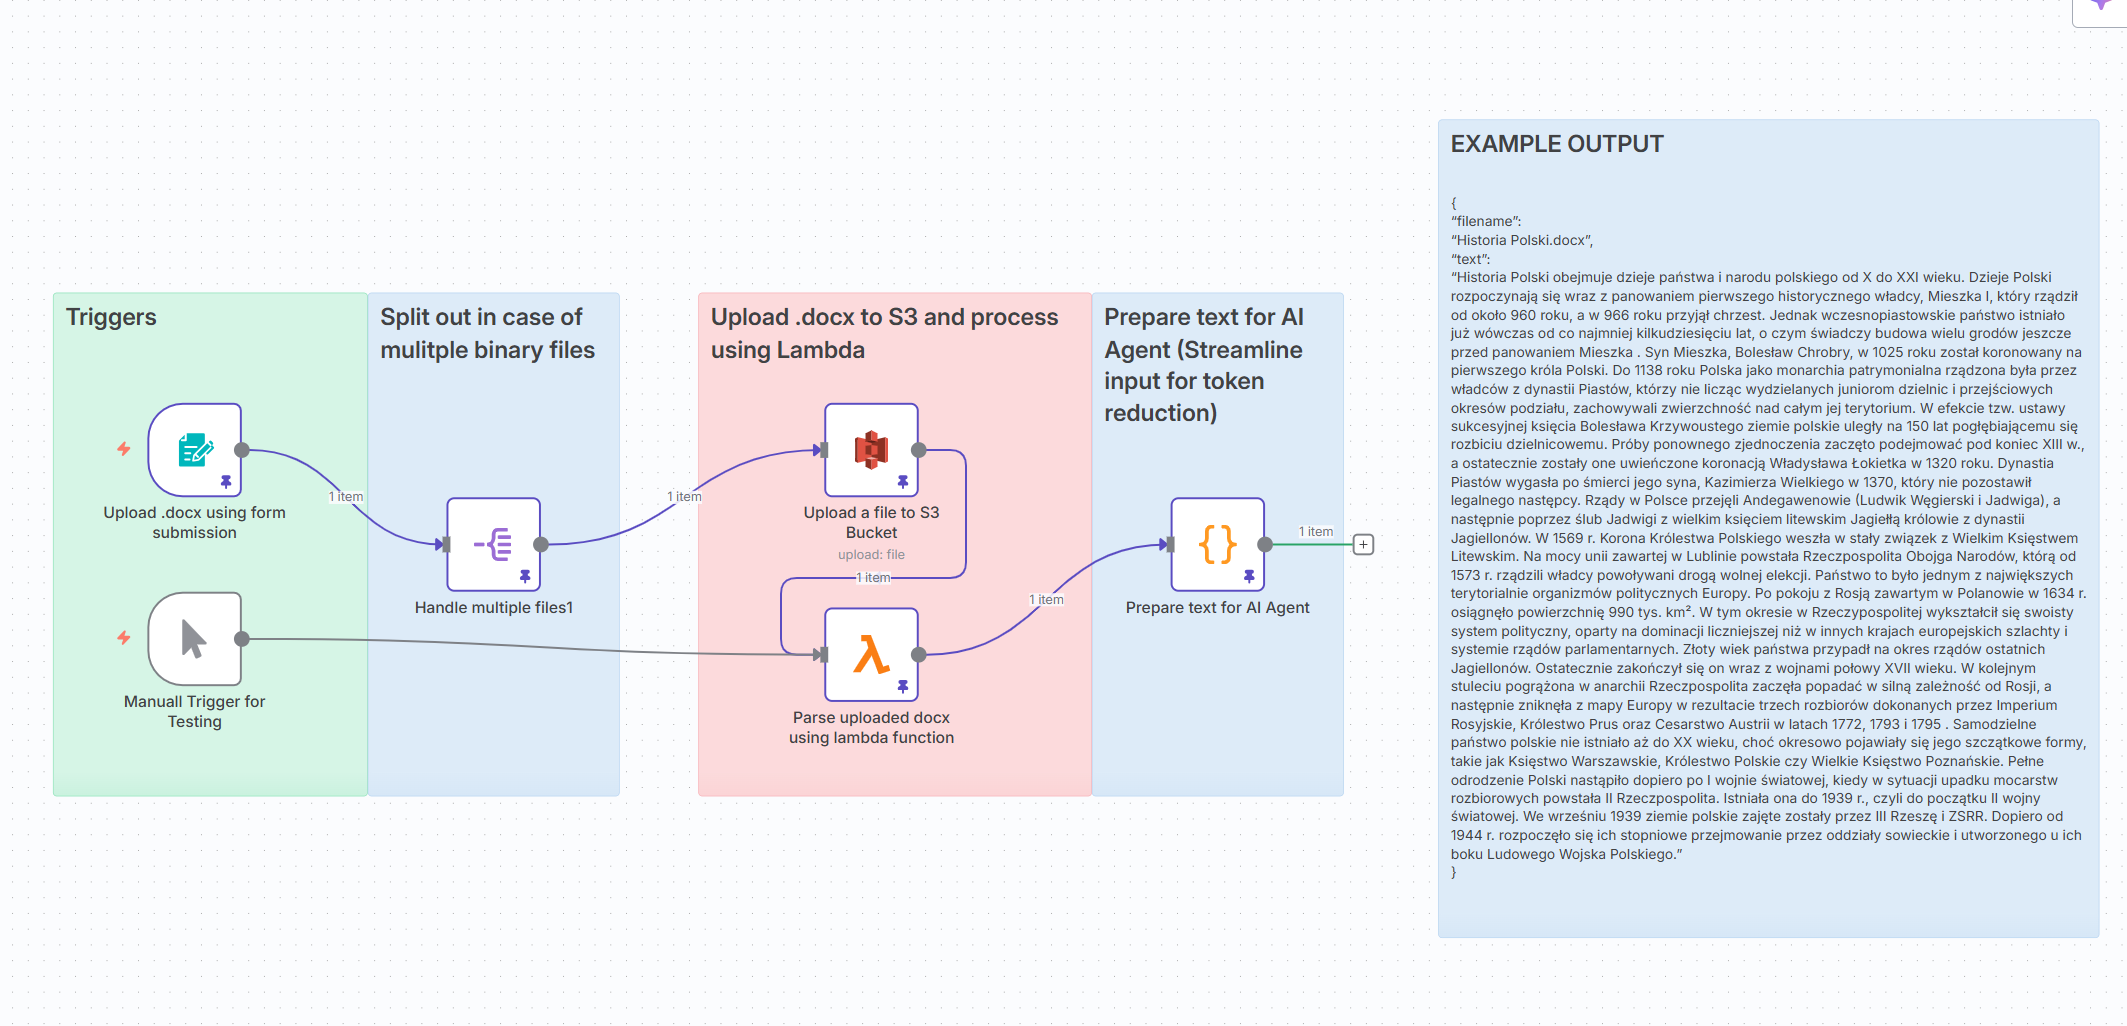 Triggers
Upload .docx using form
submission
Manuall Trigger for
Testing
1 item
Split out in case of
mulitple binary files
Handle multiple files1
1 item
Upload .docx to S3 and process
using Lambda
Upload a file to S3
Bucket
upload: file
1 item
Parse uploaded docx
using lambda function
1 item
Prepare text for AI
Agent (Streamline
input for token
reduction)
Prepare text for AI Agent
1 item
EXAMPLE OUTPUT
{
“filename”:
“Historia Polski.docx”,
“text”:
“Historia Polski obejmuje dzieje państwa i narodu polskiego od X do XXI wieku. Dzieje Polski
rozpoczynają się wraz z panowaniem pierwszego historycznego władcy, Mieszka I, który rządził
od około 960 roku, a w 966 roku przyjął chrzest. Jednak wczesnopiastowskie państwo istniało
już wówczas od co najmniej kilkudziesięciu lat, o czym świadczy budowa wielu grodów jeszcze
przed panowaniem Mieszka . Syn Mieszka, Bolesław Chrobry, w 1025 roku został koronowany na
pierwszego króla Polski. Do 1138 roku Polska jako monarchia patrymonialna rządzona była przez
władców z dynastii Piastów, którzy nie licząc wydzielanych juniorom dzielnic i przejściowych
okresów podziału, zachowywali zwierzchność nad całym jej terytorium. W efekcie tzw. ustawy
sukcesyjnej księcia Bolesława Krzywoustego ziemie polskie uległy na 150 lat pogłębiającemu się
rozbiciu dzielnicowemu. Próby ponownego zjednoczenia zaczęto podejmować pod koniec XIII w.,
a ostatecznie zostały one uwieńczone koronacją Władysława Łokietka w 1320 roku. Dynastia
Piastów wygasła po śmierci jego syna, Kazimierza Wielkiego w 1370, który nie pozostawił
legalnego następcy. Rządy w Polsce przejęli Andegawenowie (Ludwik Węgierski i Jadwiga), a
następnie poprzez ślub Jadwigi z wielkim księciem litewskim Jagiełłą królowie z dynastii
Jagiellonów. W 1569 r. Korona Królestwa Polskiego weszła w stały związek z Wielkim Księstwem
Litewskim. Na mocy unii zawartej w Lublinie powstała Rzeczpospolita Obojga Narodów, którą od
1573 r. rządzili władcy powoływani drogą wolnej elekcji. Państwo to było jednym z największych
terytorialnie organizmów politycznych Europy. Po pokoju z Rosją zawartym w Polanowie w 1634 r.
osiągnęło powierzchnię 990 tys. km². W tym okresie w Rzeczypospolitej wykształcił się swoisty
system polityczny, oparty na dominacji liczniejszej niż w innych krajach europejskich szlachty i
systemie rządów parlamentarnych. Złoty wiek państwa przypadł na okres rządów ostatnich
Jagiellonów. Ostatecznie zakończył się on wraz z wojnami połowy XVII wieku. W kolejnym
stuleciu pogrążona w anarchii Rzeczpospolita zaczęła popadać w silną zależność od Rosji, a
następnie zniknęła z mapy Europy w rezultacie trzech rozbiorów dokonanych przez Imperium
Rosyjskie, Królestwo Prus oraz Cesarstwo Austrii w latach 1772, 1793 i 1795 . Samodzielne
państwo polskie nie istniało aż do XX wieku, choć okresowo pojawiały się jego szczątkowe formy,
takie jak Księstwo Warszawskie, Królestwo Polskie czy Wielkie Księstwo Poznańskie. Pełne
odrodzenie Polski nastąpiło dopiero po I wojnie światowej, kiedy w sytuacji upadku mocarstw
rozbiorowych powstała II Rzeczpospolita. Istniała ona do 1939 r., czyli do początku II wojny
światowej. We wrześniu 1939 ziemie polskie zajęte zostały przez III Rzeszę i ZSRR. Dopiero od
1944 r. rozpoczęło się ich stopniowe przejmowanie przez oddziały sowieckie i utworzonego u ich
boku Ludowego Wojska Polskiego.”
}